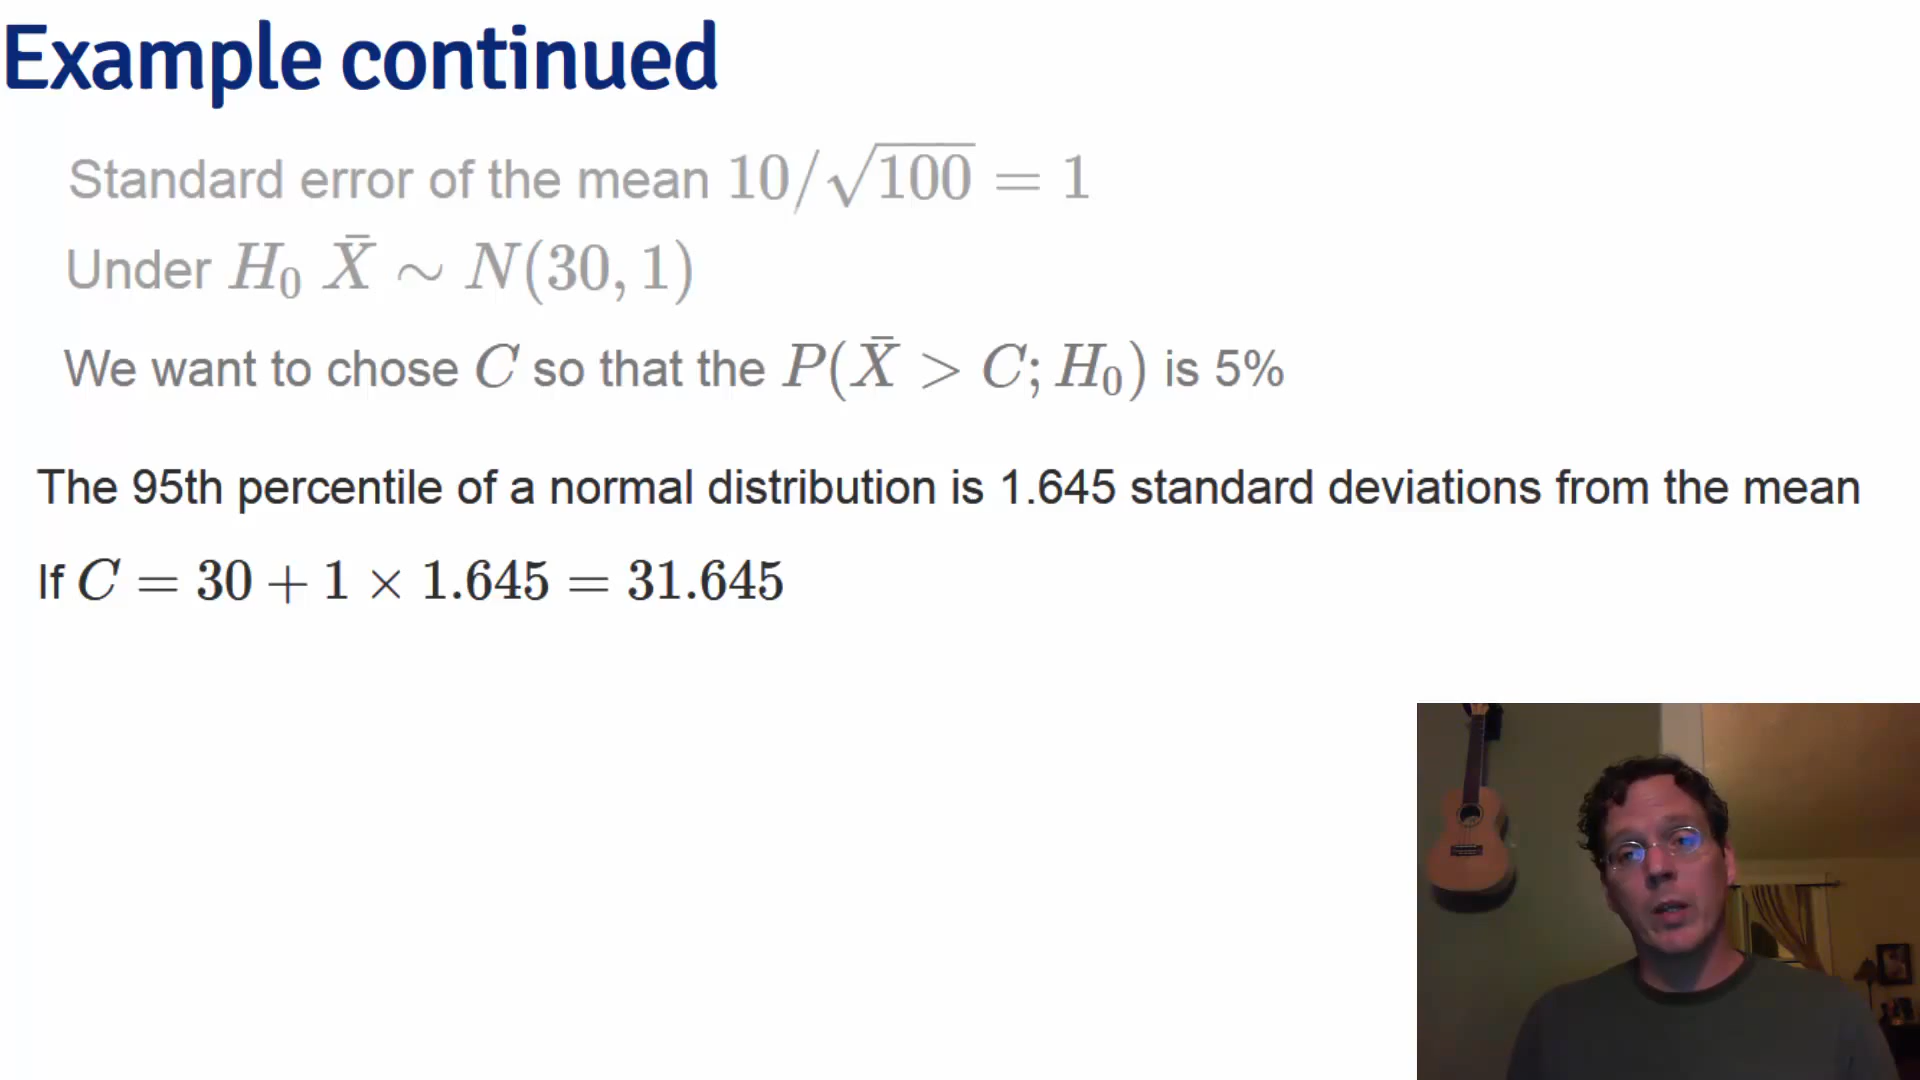 Example continued
Standard error of the mean 10/√100 = 1
Under H₀ X̄ ∼ N(30, 1)
We want to chose C so that the P(X̄ > C; H₀) is 5%
The 95th percentile of a normal distribution is 1.645 standard deviations from the mean
If C = 30 + 1 × 1.645 = 31.645